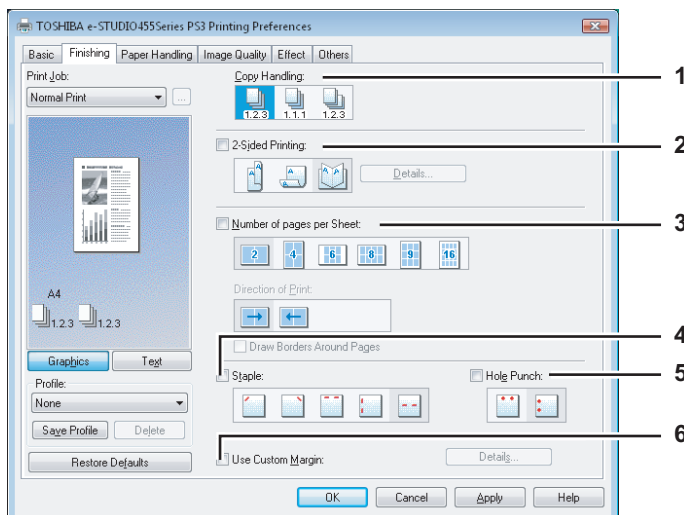 TOSHIBA e-STUDIO455Series PS3 Printing Preferences
Basic Finishing Paper Handling Image Quality Effect Others
Print Job:
Normal Print
...
A4
1.2.3 1.2.3
Graphics Text
Profile:
None
Save Profile Delete
Restore Defaults
Copy Handling:
1.2.3 1.1.1 1.2.3
1
2-Sided Printing:
2
A A A A
Details...
Number of pages per Sheet:
3
2 4 6 8 9 16
Direction of Print:
Draw Borders Around Pages
4
Staple:
Hole Punch:
5
6
Use Custom Margin:
Details...
OK Cancel Apply Help